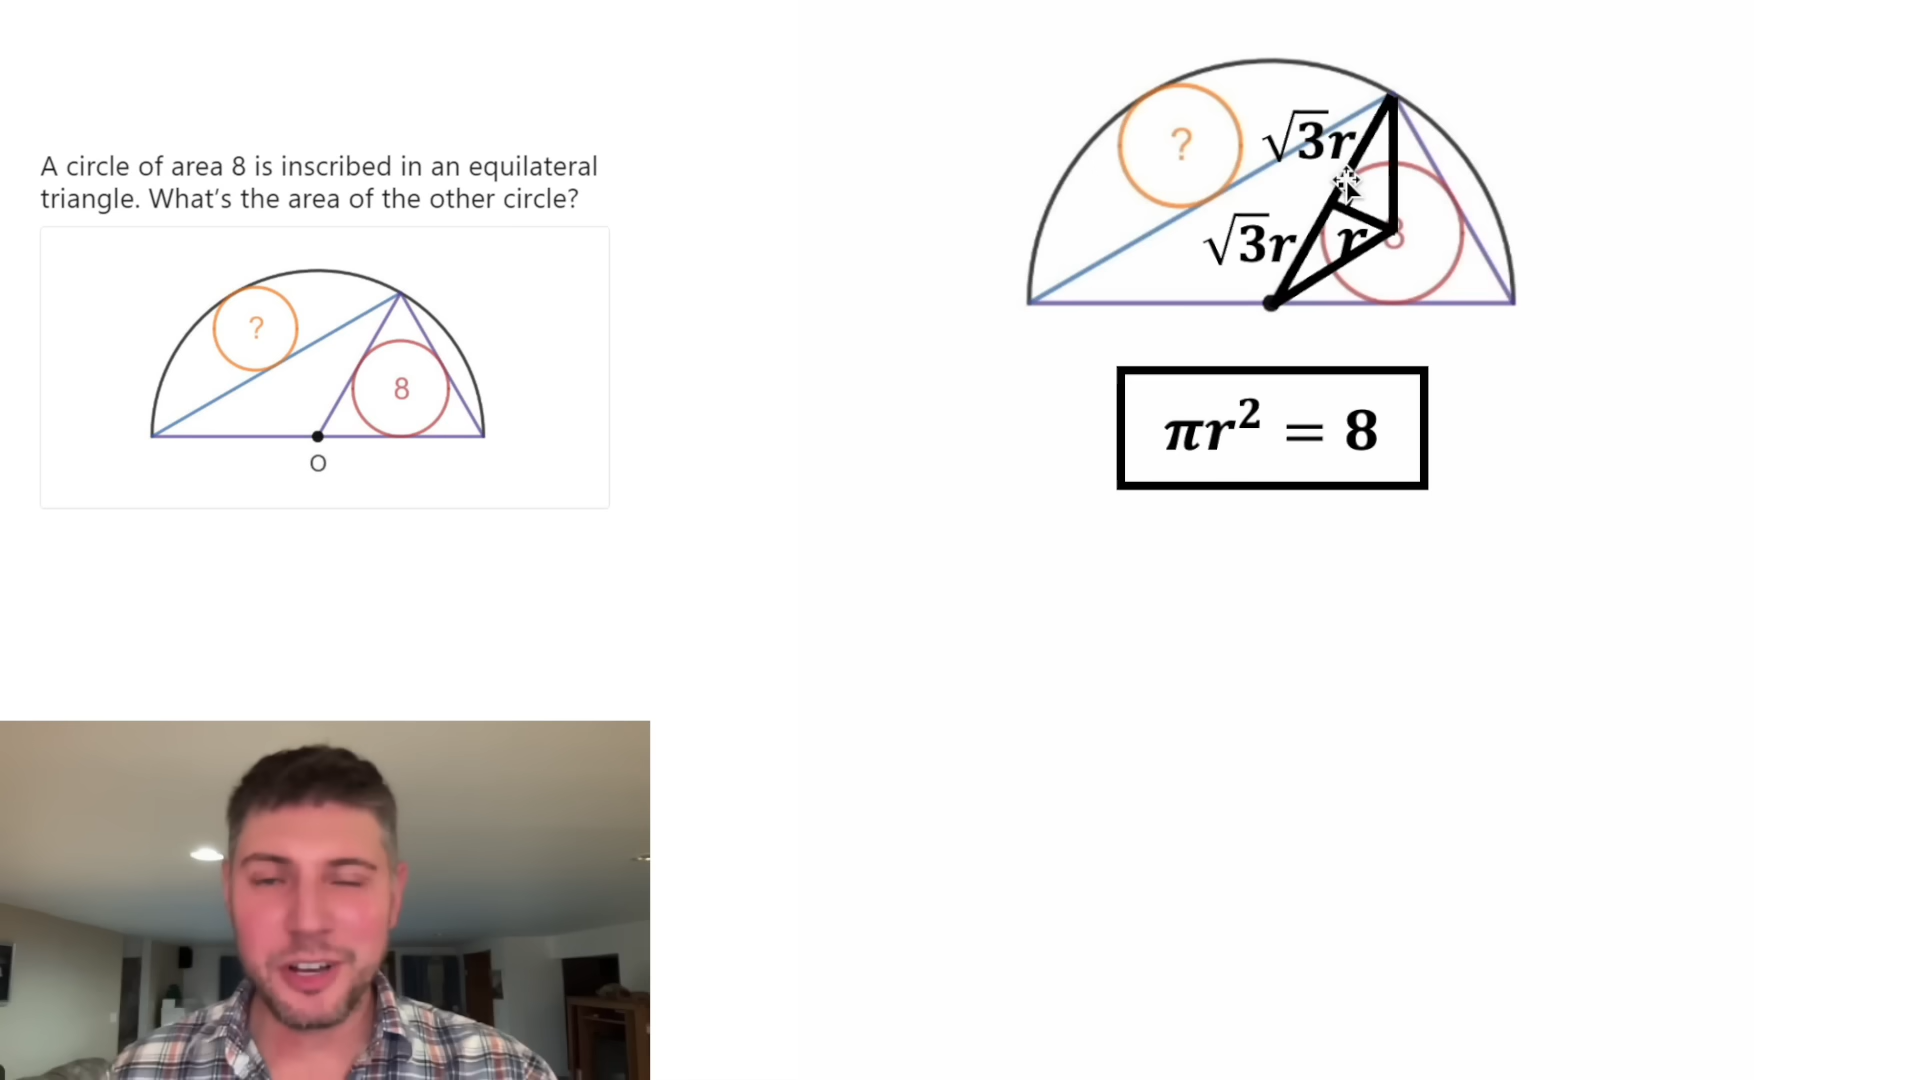 A circle of area 8 is inscribed in an equilateral
triangle. What’s the area of the other circle?
?
8
O
?
√3r
√3r
r
8
πr² = 8